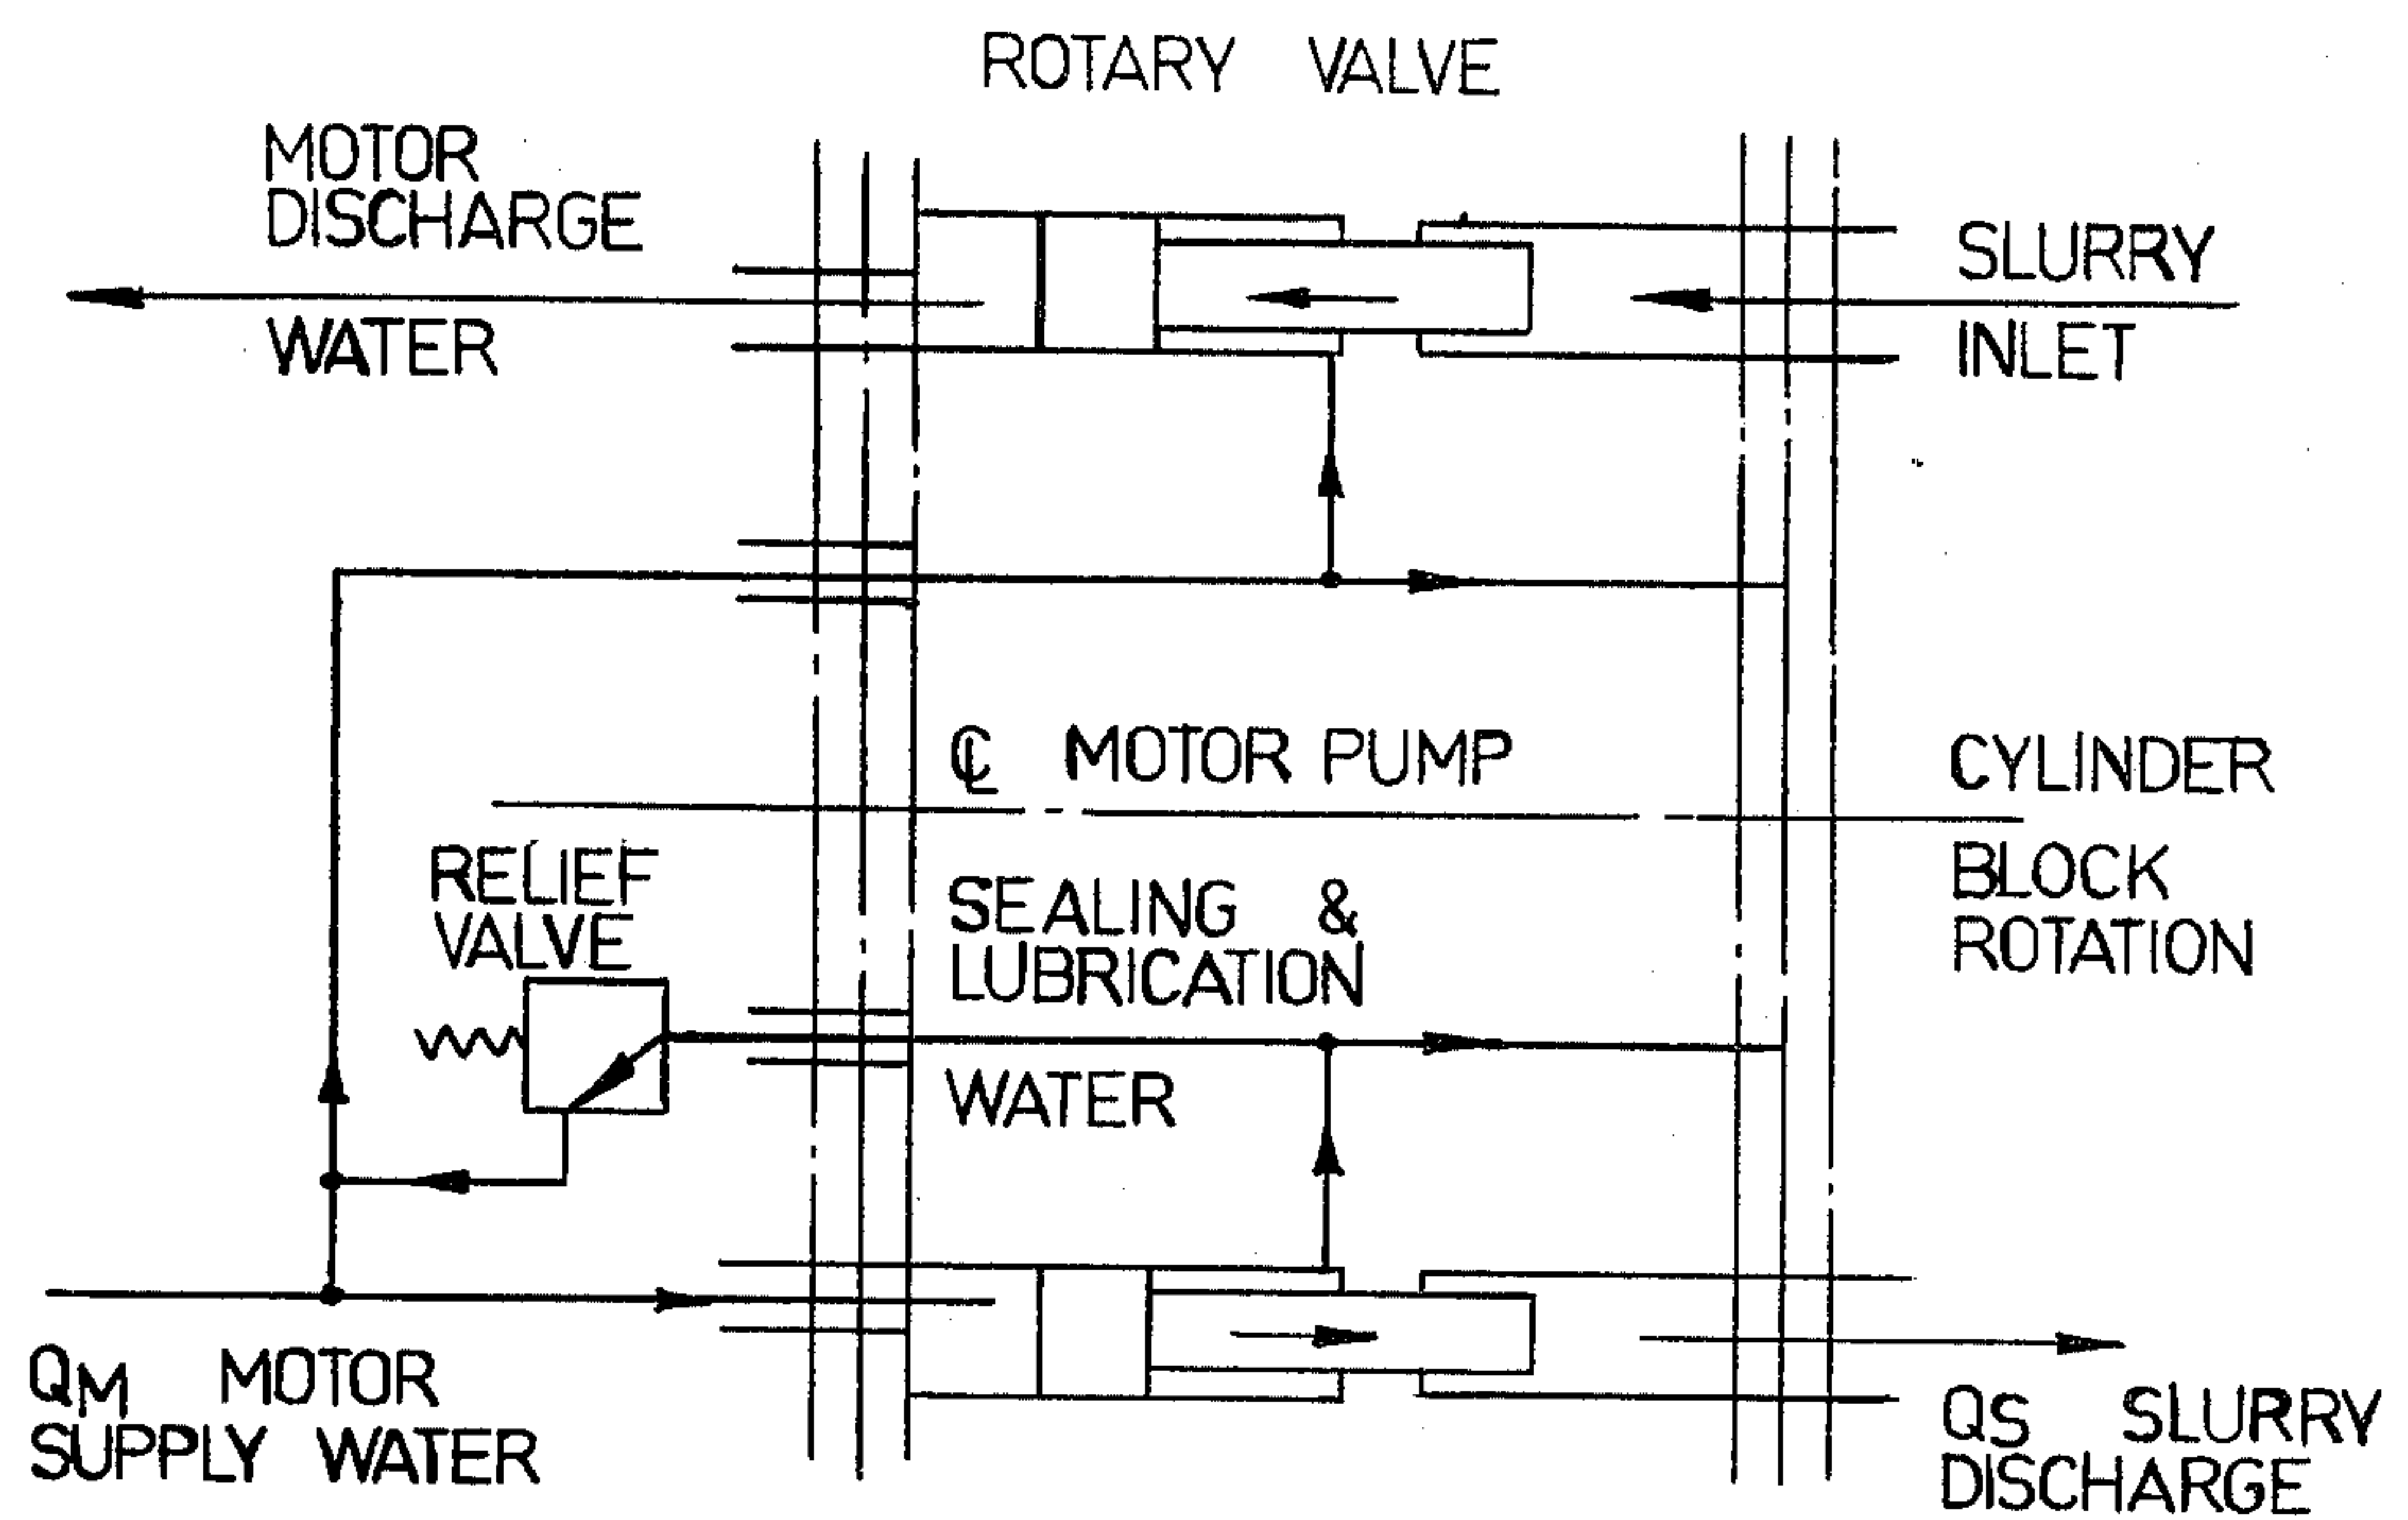 ROTARY VALVE
MOTOR
DISCHARGE
WATER
SLURRY
INLET
℄ MOTOR PUMP
CYLINDER
BLOCK
ROTATION
RELIEF
VALVE
SEALING &
LUBRICATION
WATER
QM MOTOR
SUPPLY WATER
QS SLURRY
DISCHARGE